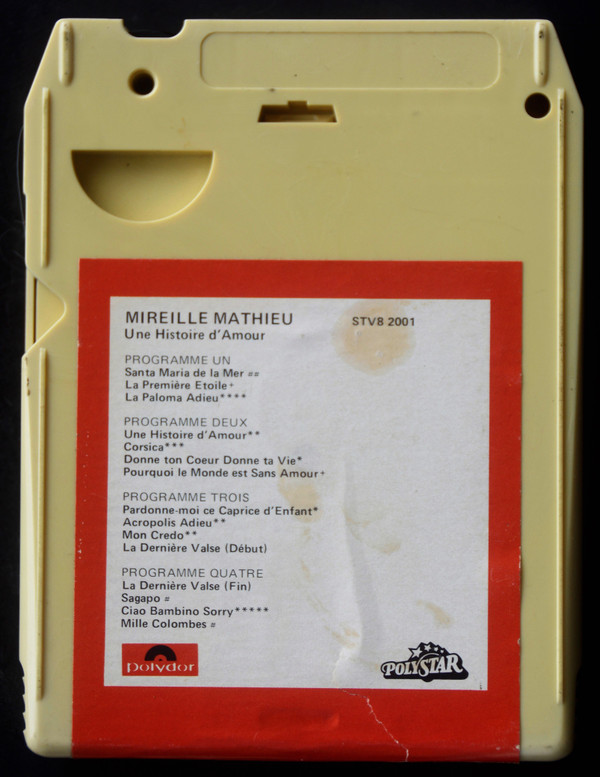 MIREILLE MATHIEU STV8 2001
Une Histoire d'Amour
PROGRAMME UN
Santa Maria de la Mer ==
La Première Etoile+
La Paloma Adieu****
PROGRAMME DEUX
Une Histoire d'Amour**
Corsica***
Donne ton Coeur Donne ta Vie*
Pourquoi le Monde est Sans Amour+
PROGRAMME TROIS
Pardonne-moi ce Caprice d'Enfant*
Acropolis Adieu**
Mon Credo**
La Dernière Valse (Début)
PROGRAMME QUATRE
La Dernière Valse (Fin)
Sagapo =
Ciao Bambino Sorry*****
Mille Colombes =
polydor POLYSTAR